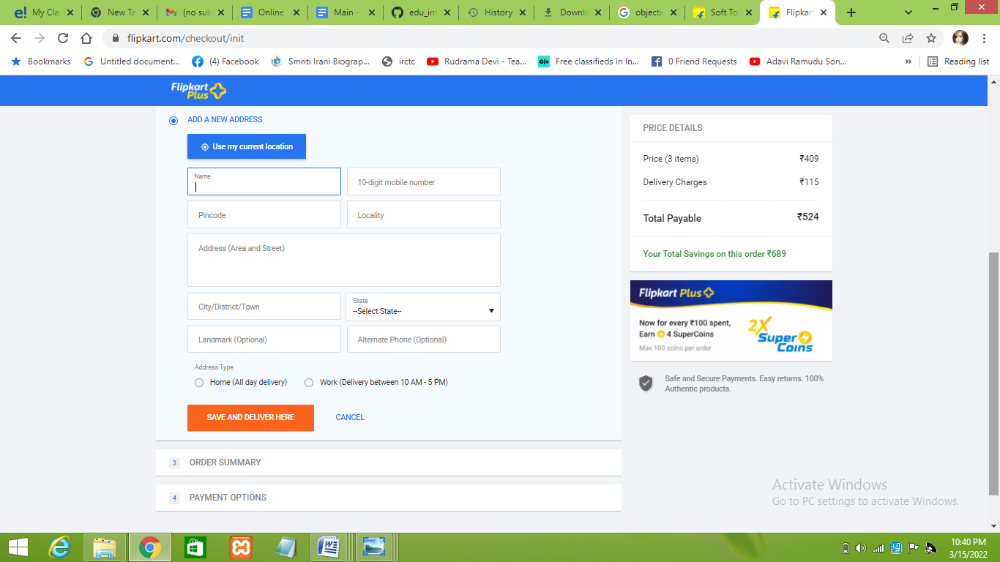 My Cla
New Ta
(no sub
Online
Main -
edu_int
History
Downlo
objectiv
Soft To
Flipkart
flipkart.com/checkout/init
Bookmarks
Untitled document...
(4) Facebook
Smriti Irani Biograp...
irctc
Rudrama Devi - Tea...
Free classifieds in In...
0 Friend Requests
Adavi Ramudu Son...
»
Reading list
Flipkart
Plus
ADD A NEW ADDRESS
Use my current location
Name
10-digit mobile number
Pincode
Locality
Address (Area and Street)
City/District/Town
State
--Select State--
Landmark (Optional)
Alternate Phone (Optional)
Address Type
Home (All day delivery)
Work (Delivery between 10 AM - 5 PM)
SAVE AND DELIVER HERE
CANCEL
3 ORDER SUMMARY
4 PAYMENT OPTIONS
PRICE DETAILS
Price (3 items) ₹409
Delivery Charges ₹115
Total Payable ₹524
Your Total Savings on this order ₹689
Flipkart Plus
Now for every ₹100 spent,
Earn 4 SuperCoins
Max 100 coins per order
2X
Super
Coins
Safe and Secure Payments. Easy returns. 100%
Authentic products.
Activate Windows
Go to PC settings to activate Windows.
10:40 PM
3/15/2022